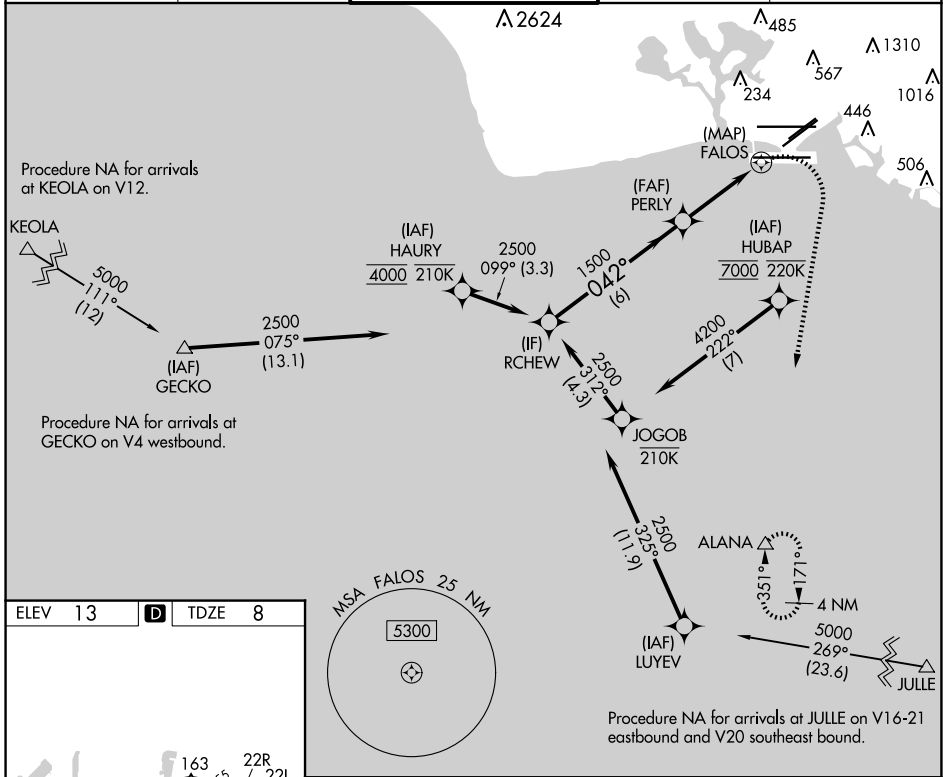 2624
485
1310
567
234
1016
446
506
(MAP)
FALOS
Procedure NA for arrivals
at KEOLA on V12.
KEOLA
5000
111°
(12)
(FAF)
PERLY
(IAF)
HAURY
4000 210K
2500
099° (3.3)
1500
042°
(6)
(IAF)
HUBAP
7000 220K
4200
222°
(7)
2500
075°
(13.1)
(IAF)
GECKO
(IF)
RCHEW
2500
312°
(4.3)
JOGOB
210K
Procedure NA for arrivals at
GECKO on V4 westbound.
2500
325°
(11.9)
ALANA
351°
171°
4 NM
(IAF)
LUYEV
5000
269°
(23.6)
JULLE
MSA FALOS 25 NM
5300
Procedure NA for arrivals at JULLE on V16-21
eastbound and V20 southeast bound.
ELEV 13 D TDZE 8
163
22R